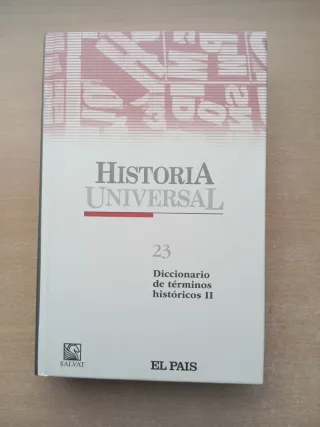 HISTORIA
UNIVERSAL
23
Diccionario
de términos
históricos II
SALVAT
EL PAIS